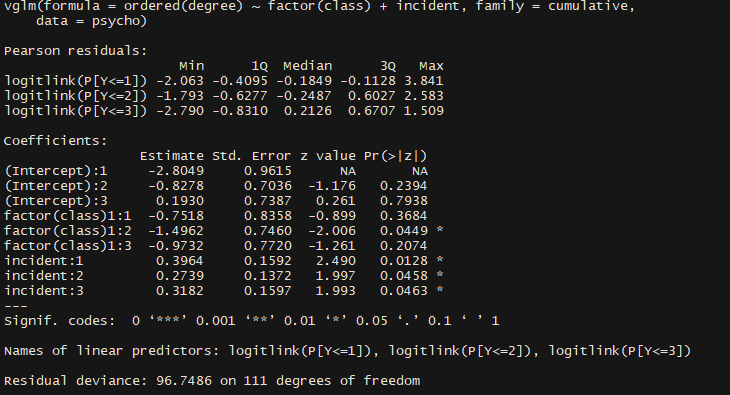 vglm(formula = ordered(degree) ~ factor(class) + incident, family = cumulative,
    data = psycho)
Pearson residuals:
                    Min      1Q  Median      3Q   Max
logitlink(P[Y<=1]) -2.063 -0.4095 -0.1849 -0.1128 3.841
logitlink(P[Y<=2]) -1.793 -0.6277 -0.2487  0.6027 2.583
logitlink(P[Y<=3]) -2.790 -0.8310  0.2126  0.6707 1.509
Coefficients:
                 Estimate Std. Error z value Pr(>|z|)
(Intercept):1     -2.8049     0.9615      NA       NA
(Intercept):2     -0.8278     0.7036  -1.176   0.2394
(Intercept):3      0.1930     0.7387   0.261   0.7938
factor(class)1:1  -0.7518     0.8358  -0.899   0.3684
factor(class)1:2  -1.4962     0.7460  -2.006   0.0449 *
factor(class)1:3  -0.9732     0.7720  -1.261   0.2074
incident:1         0.3964     0.1592   2.490   0.0128 *
incident:2         0.2739     0.1372   1.997   0.0458 *
incident:3         0.3182     0.1597   1.993   0.0463 *
---
Signif. codes:  0 ‘***’ 0.001 ‘**’ 0.01 ‘*’ 0.05 ‘.’ 0.1 ‘ ’ 1
Names of linear predictors: logitlink(P[Y<=1]), logitlink(P[Y<=2]), logitlink(P[Y<=3])
Residual deviance: 96.7486 on 111 degrees of freedom